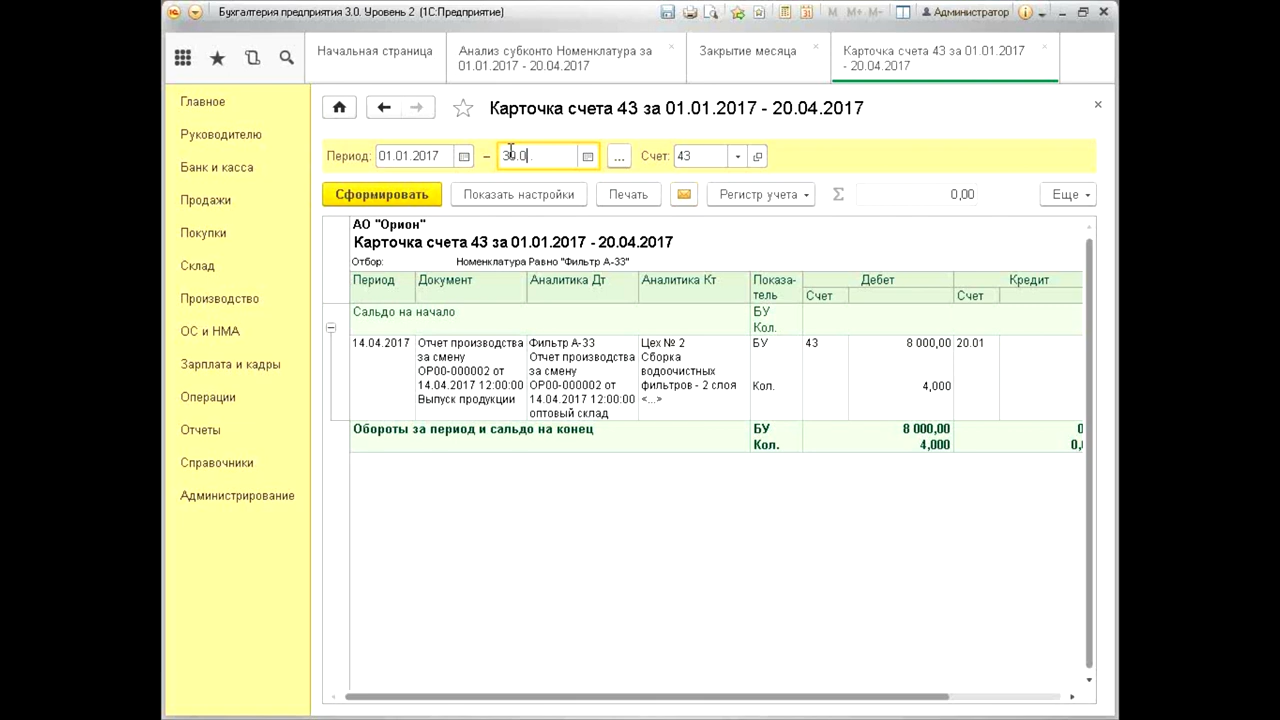 Бухгалтерия предприятия 3.0. Уровень 2 (1С:Предприятие)
M M+ M-
Администратор
Начальная страница
Анализ субконто Номенклатура за
01.01.2017 - 20.04.2017
Закрытие месяца
Карточка счета 43 за 01.01.2017
- 20.04.2017
Главное
Руководителю
Банк и касса
Продажи
Покупки
Склад
Производство
ОС и НМА
Зарплата и кадры
Операции
Отчеты
Справочники
Администрирование
Карточка счета 43 за 01.01.2017 - 20.04.2017
Период: 01.01.2017 – 30.0 . ... Счет: 43
Сформировать Показать настройки Печать Регистр учета Σ 0,00 Еще
АО "Орион"
Карточка счета 43 за 01.01.2017 - 20.04.2017
Отбор: Номенклатура Равно "Фильтр А-33"
Период Документ Аналитика Дт Аналитика Кт Показа- Дебет Кредит
тель Счет Счет
Сальдо на начало БУ
Кол.
14.04.2017 Отчет производства Фильтр А-33 Цех № 2 БУ 43 8 000,00 20.01
за смену Отчет производства Сборка
ОР00-000002 от за смену водоочистных
14.04.2017 12:00:00 ОР00-000002 от фильтров - 2 слоя Кол. 4,000
Выпуск продукции 14.04.2017 12:00:00 <...>
оптовый склад
Обороты за период и сальдо на конец БУ 8 000,00 0
Кол. 4,000 0,